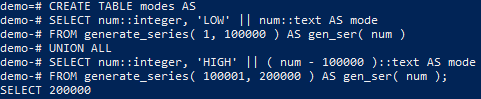 demo=# CREATE TABLE modes AS
demo-# SELECT num::integer, 'LOW' || num::text AS mode
demo-# FROM generate_series( 1, 100000 ) AS gen_ser( num )
demo-# UNION ALL
demo-# SELECT num::integer, 'HIGH' || ( num - 100000 )::text AS mode
demo-# FROM generate_series( 100001, 200000 ) AS gen_ser( num );
SELECT 200000